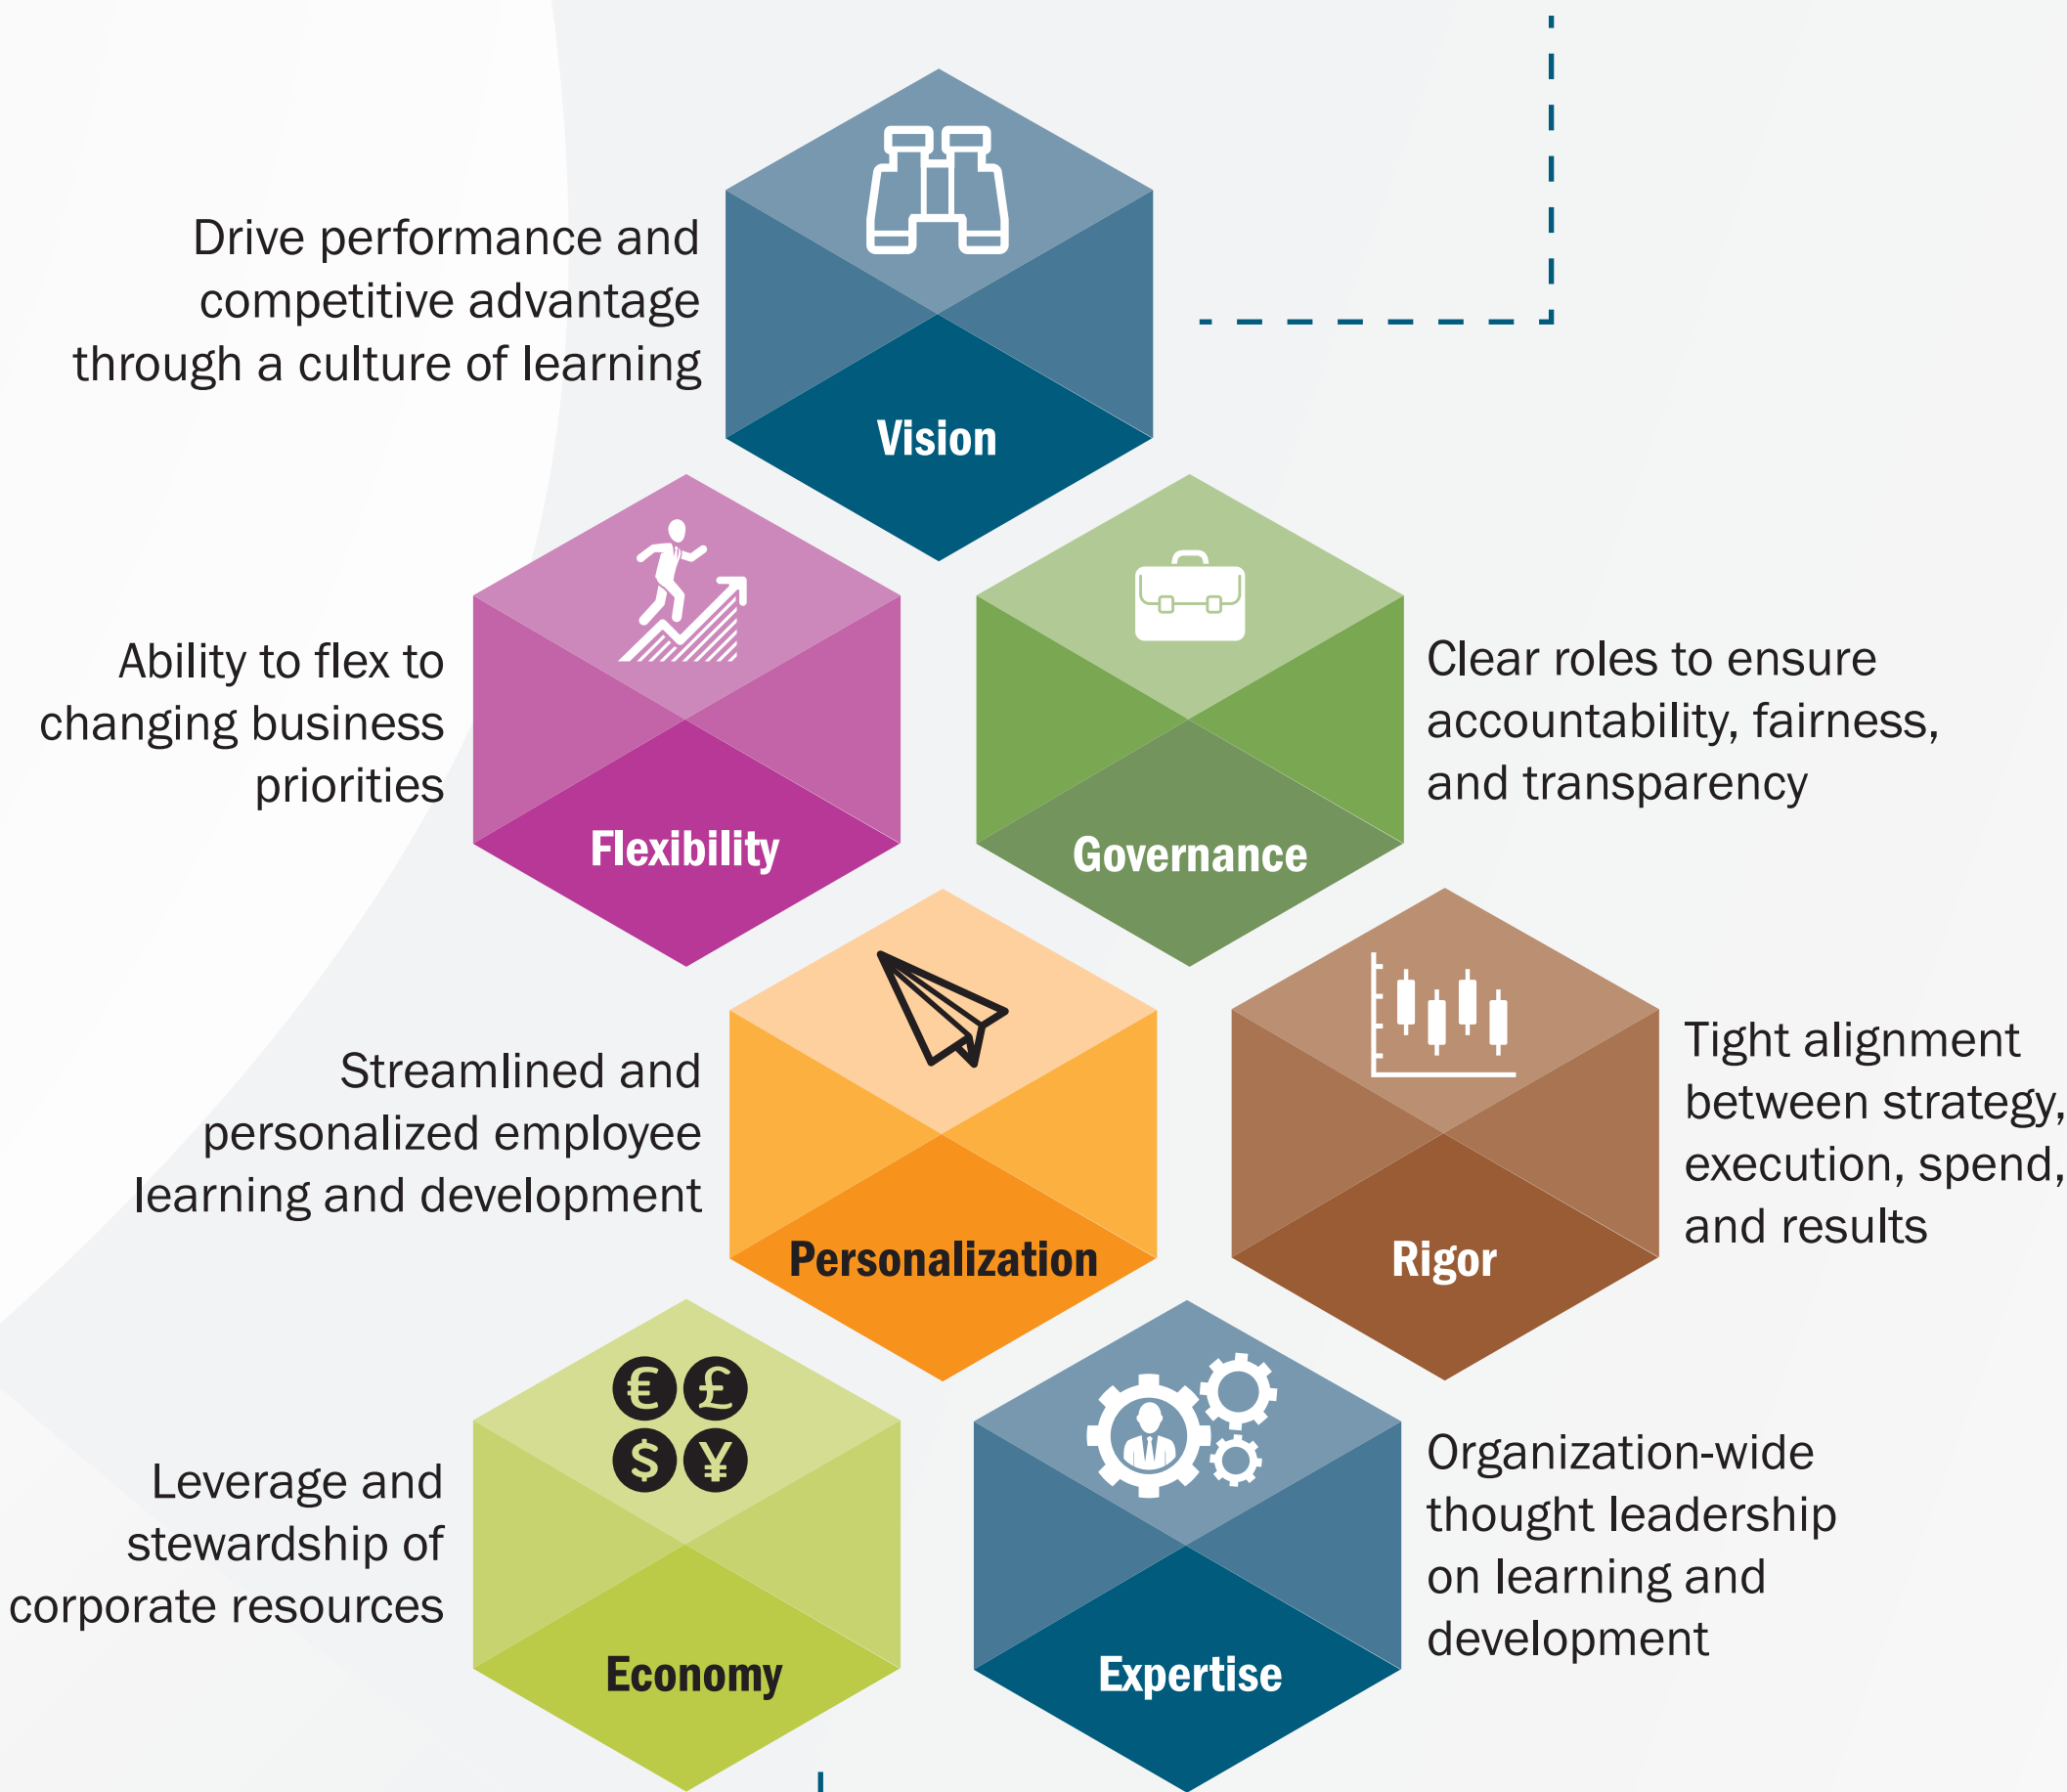 Drive performance and
competitive advantage
through a culture of learning
Vision
Ability to flex to
changing business
priorities
Flexibility
Governance
Clear roles to ensure
accountability, fairness,
and transparency
Streamlined and
personalized employee
learning and development
Personalization
Rigor
Tight alignment
between strategy,
execution, spend,
and results
Leverage and
stewardship of
corporate resources
€ £
$ ¥
Economy
Expertise
Organization-wide
thought leadership
on learning and
development